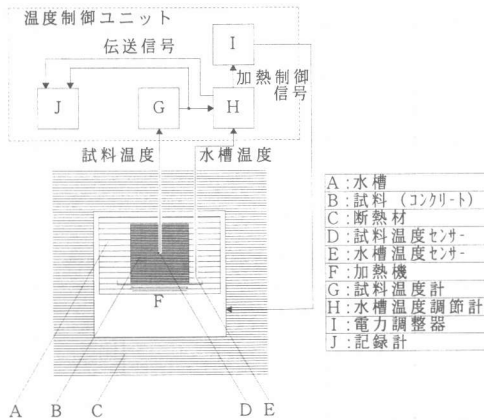 温度制御ユニット
伝送信号
I
加熱制御
信号
J
G
H
試料温度
水槽温度
F
A
B
C
D
E
A:水槽
B:試料(コンクリート)
C:断熱材
D:試料温度センサー
E:水槽温度センサー
F:加熱機
G:試料温度計
H:水槽温度調節計
I:電力調整器
J:記録計